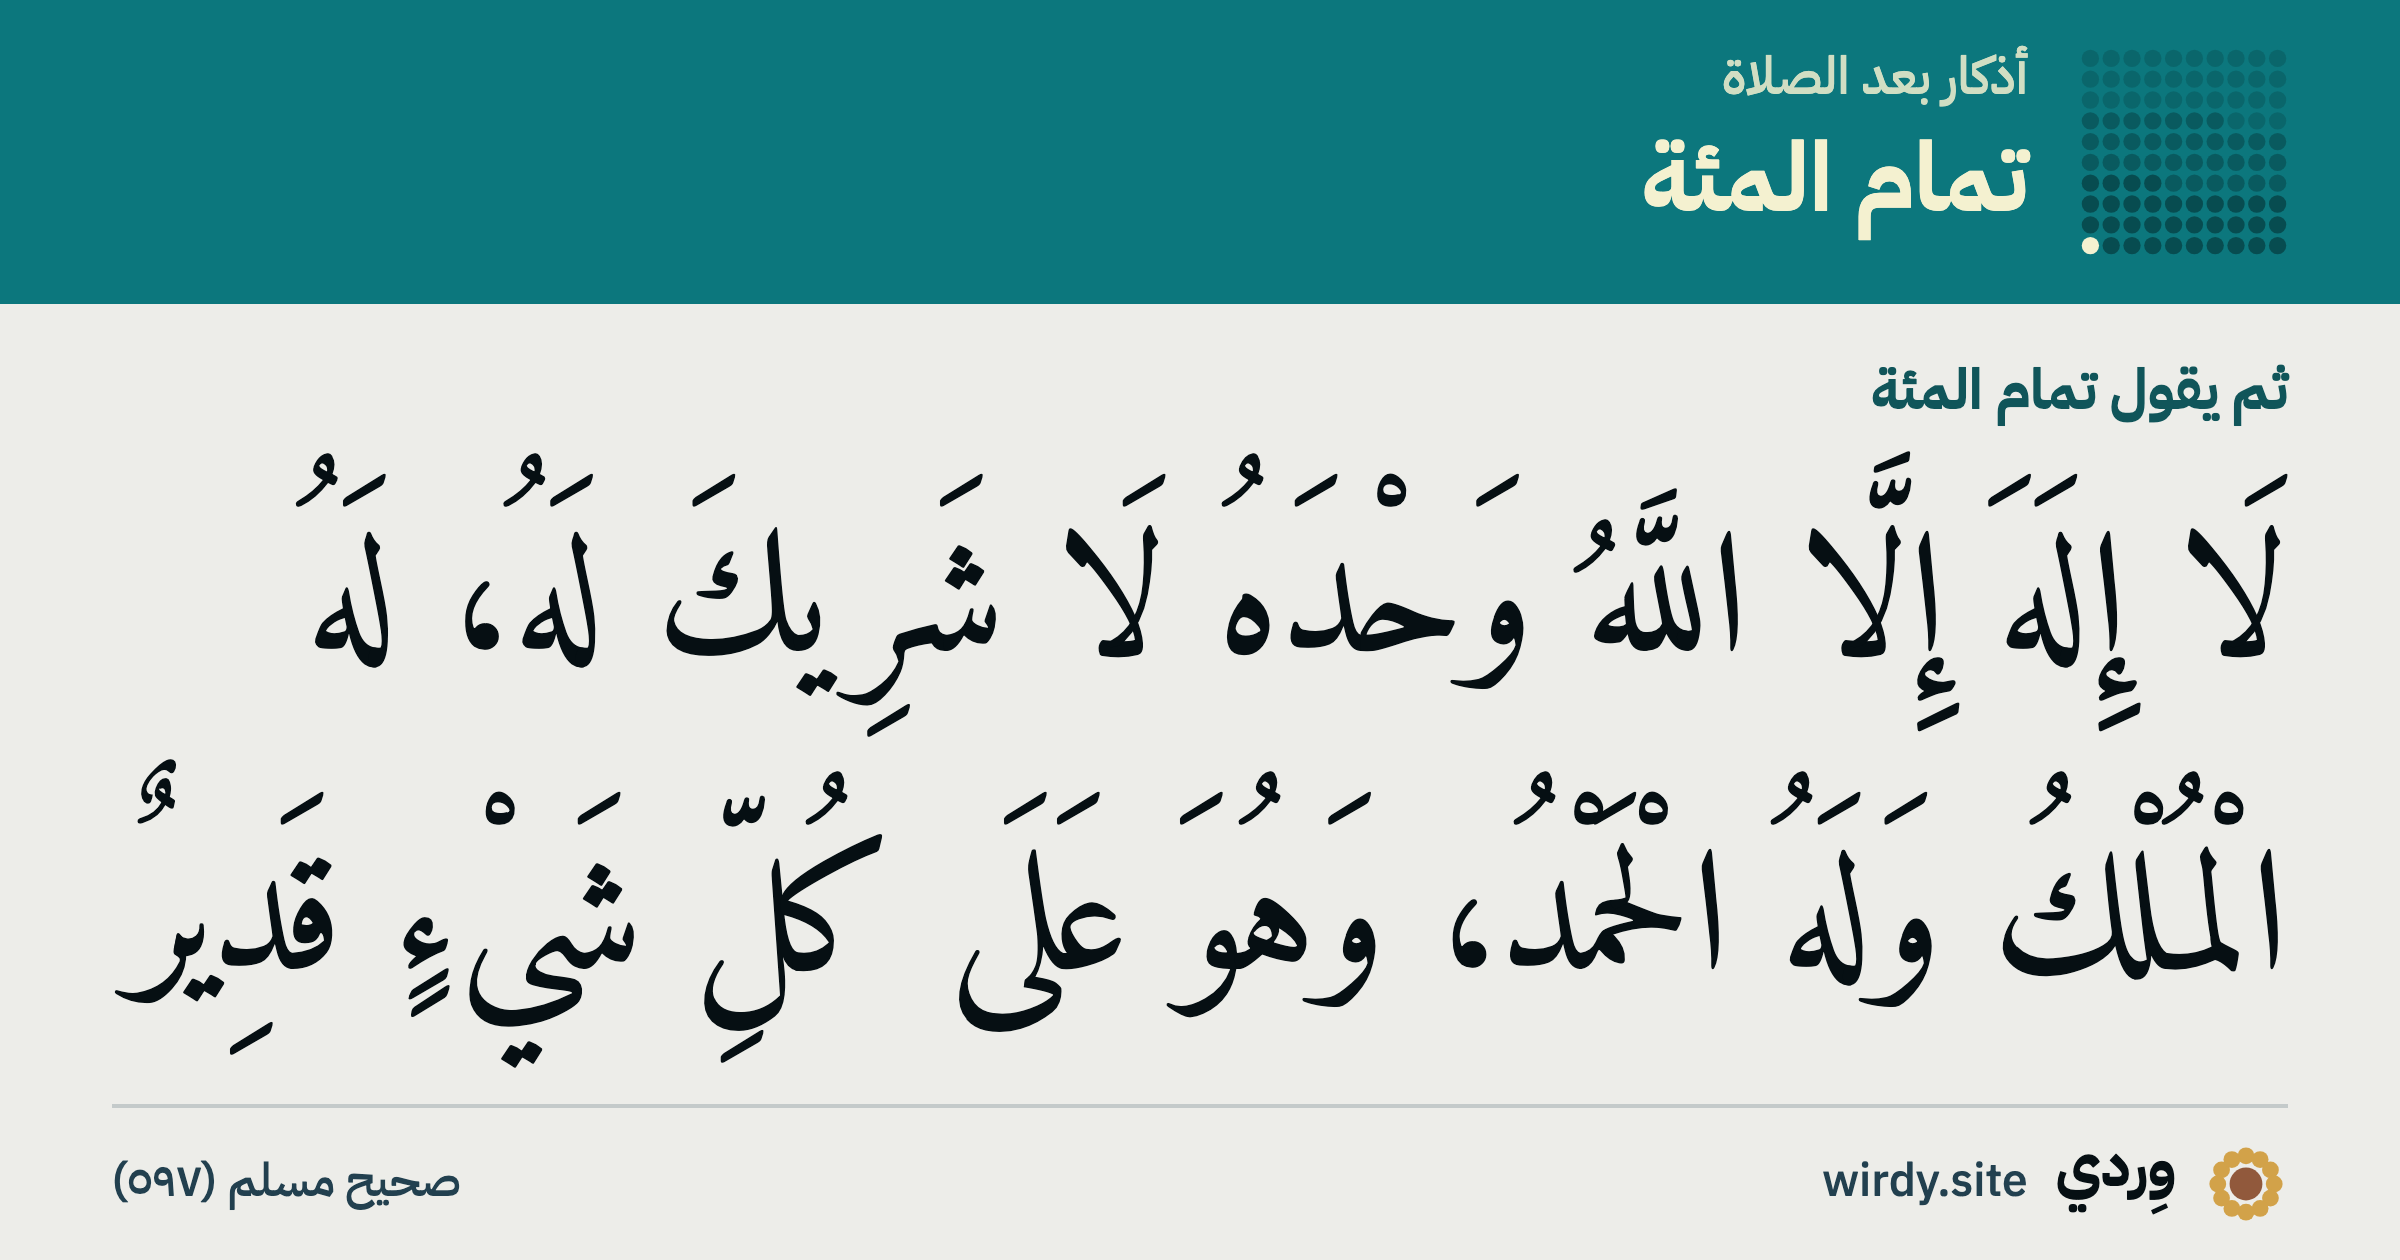 أذكار بعد الصلاة
تمام المئة
ثم يقول تمام المئة
لَا إِلَهَ إِلَّا اللَّهُ وَحْدَهُ لَا شَرِيكَ لَهُ، لَهُ
الْمُلْكُ وَلَهُ الْحَمْدُ، وَهُوَ عَلَى كُلِّ شَيْءٍ قَدِيرٌ
وِردي wirdy.site
صحيح مسلم (٥٩٧)